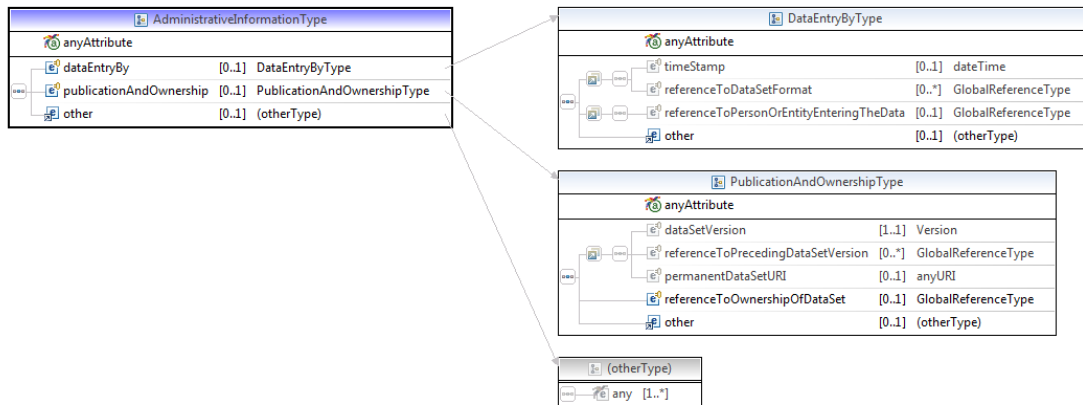 AdministrativeInformationType
anyAttribute
dataEntryBy [0..1] DataEntryByType
publicationAndOwnership [0..1] PublicationAndOwnershipType
other [0..1] (otherType)
DataEntryByType
anyAttribute
timeStamp [0..1] dateTime
referenceToDataSetFormat [0..*] GlobalReferenceType
referenceToPersonOrEntityEnteringTheData [0..1] GlobalReferenceType
other [0..1] (otherType)
PublicationAndOwnershipType
anyAttribute
dataSetVersion [1..1] Version
referenceToPrecedingDataSetVersion [0..*] GlobalReferenceType
permanentDataSetURI [0..1] anyURI
referenceToOwnershipOfDataSet [0..1] GlobalReferenceType
other [0..1] (otherType)
(otherType)
any [1..*]